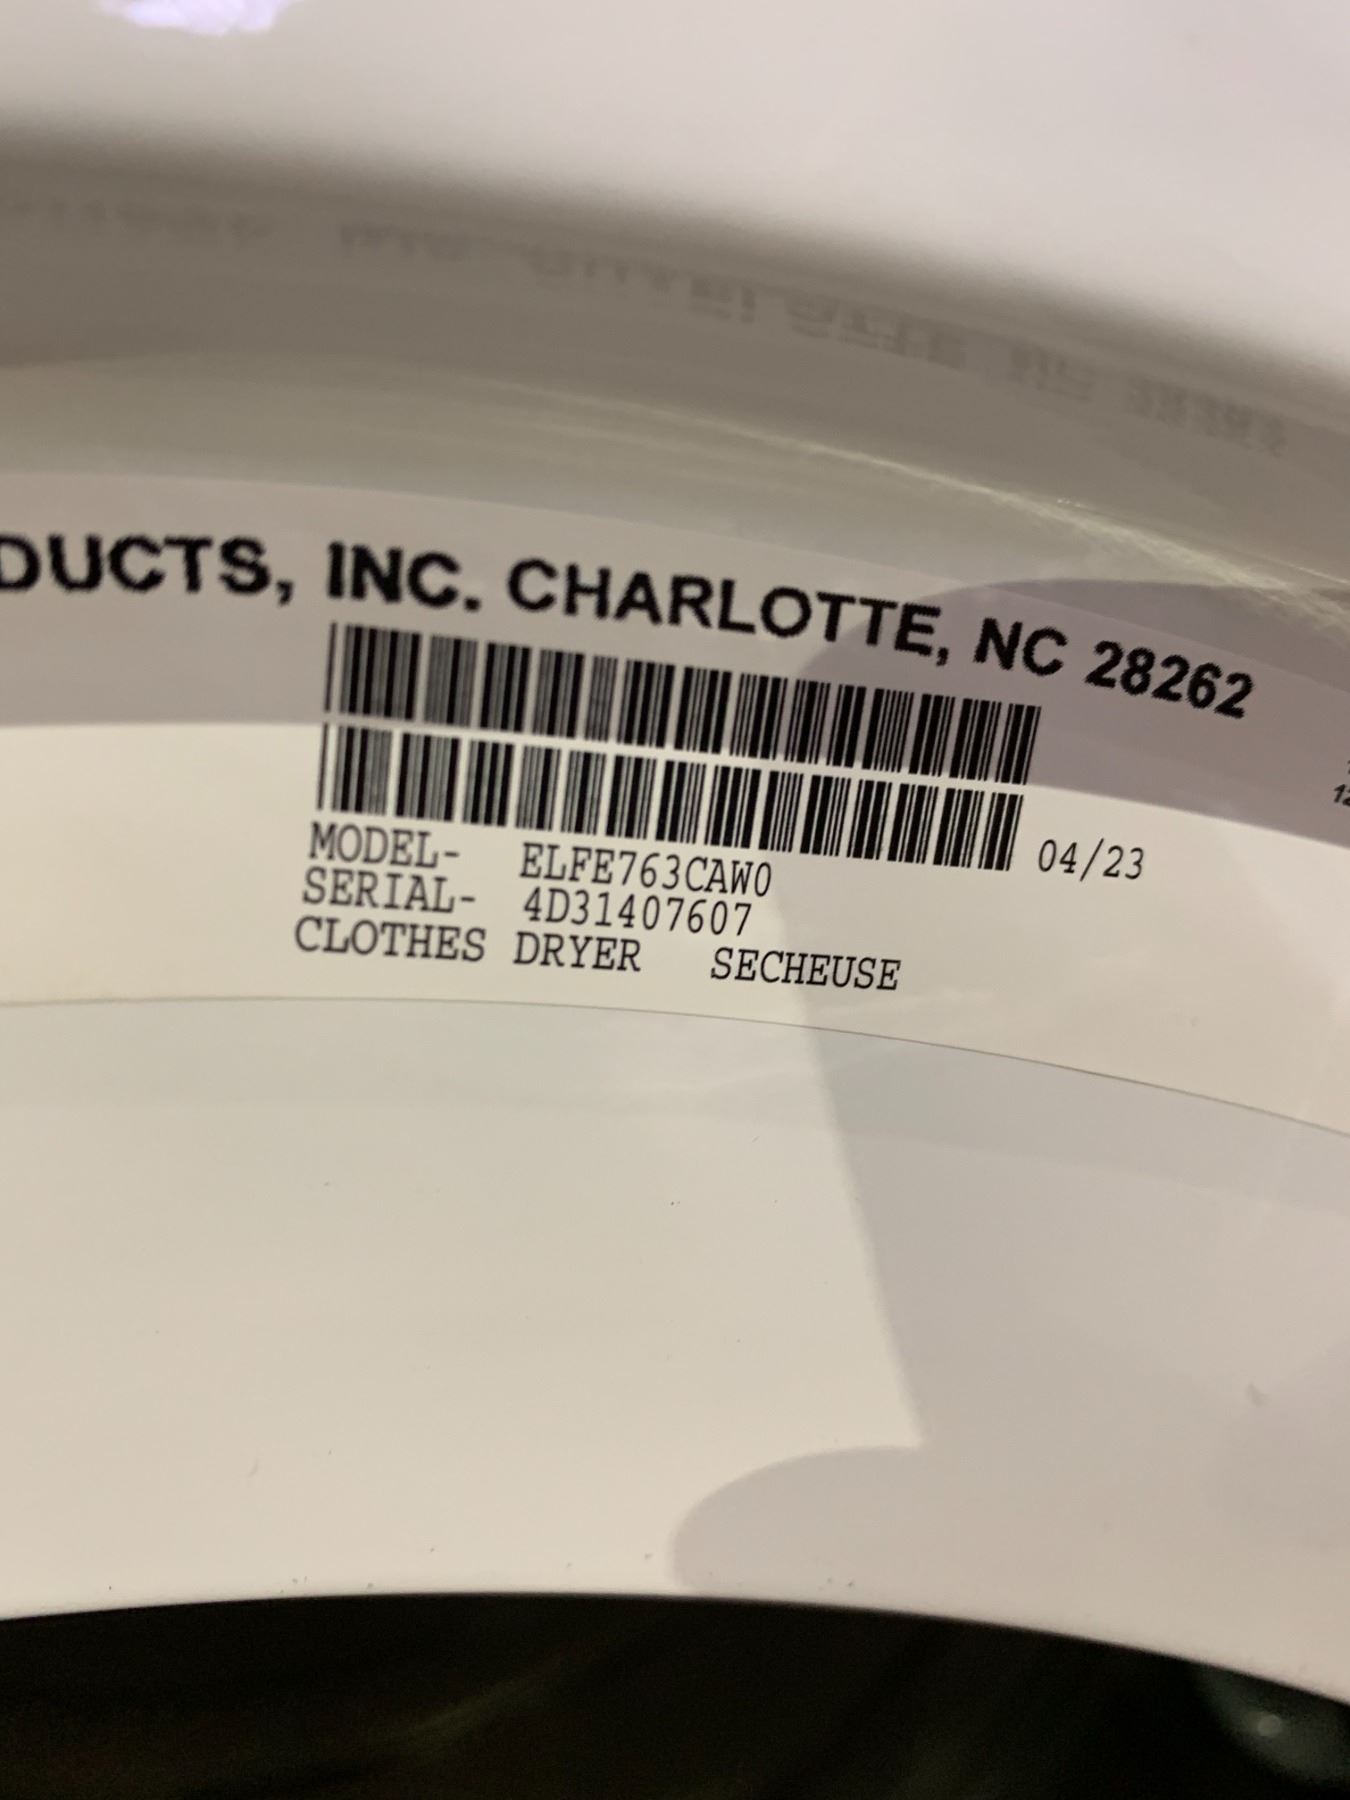 DUCTS, INC. CHARLOTTE, NC 28262
04/23
MODEL- ELFE763CAW0
SERIAL- 4D31407607
CLOTHES DRYER SECHEUSE